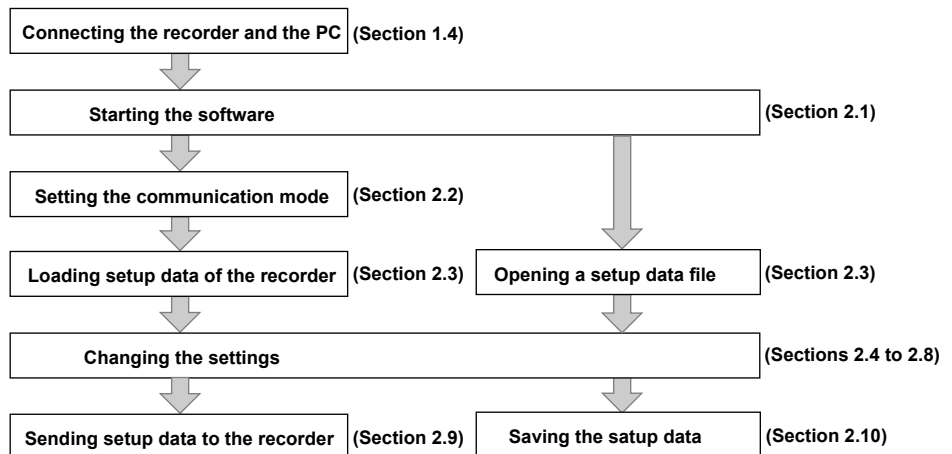 Connecting the recorder and the PC (Section 1.4)
Starting the software (Section 2.1)
Setting the communication mode (Section 2.2)
Loading setup data of the recorder (Section 2.3) Opening a setup data file (Section 2.3)
Changing the settings (Sections 2.4 to 2.8)
Sending setup data to the recorder (Section 2.9) Saving the satup data (Section 2.10)